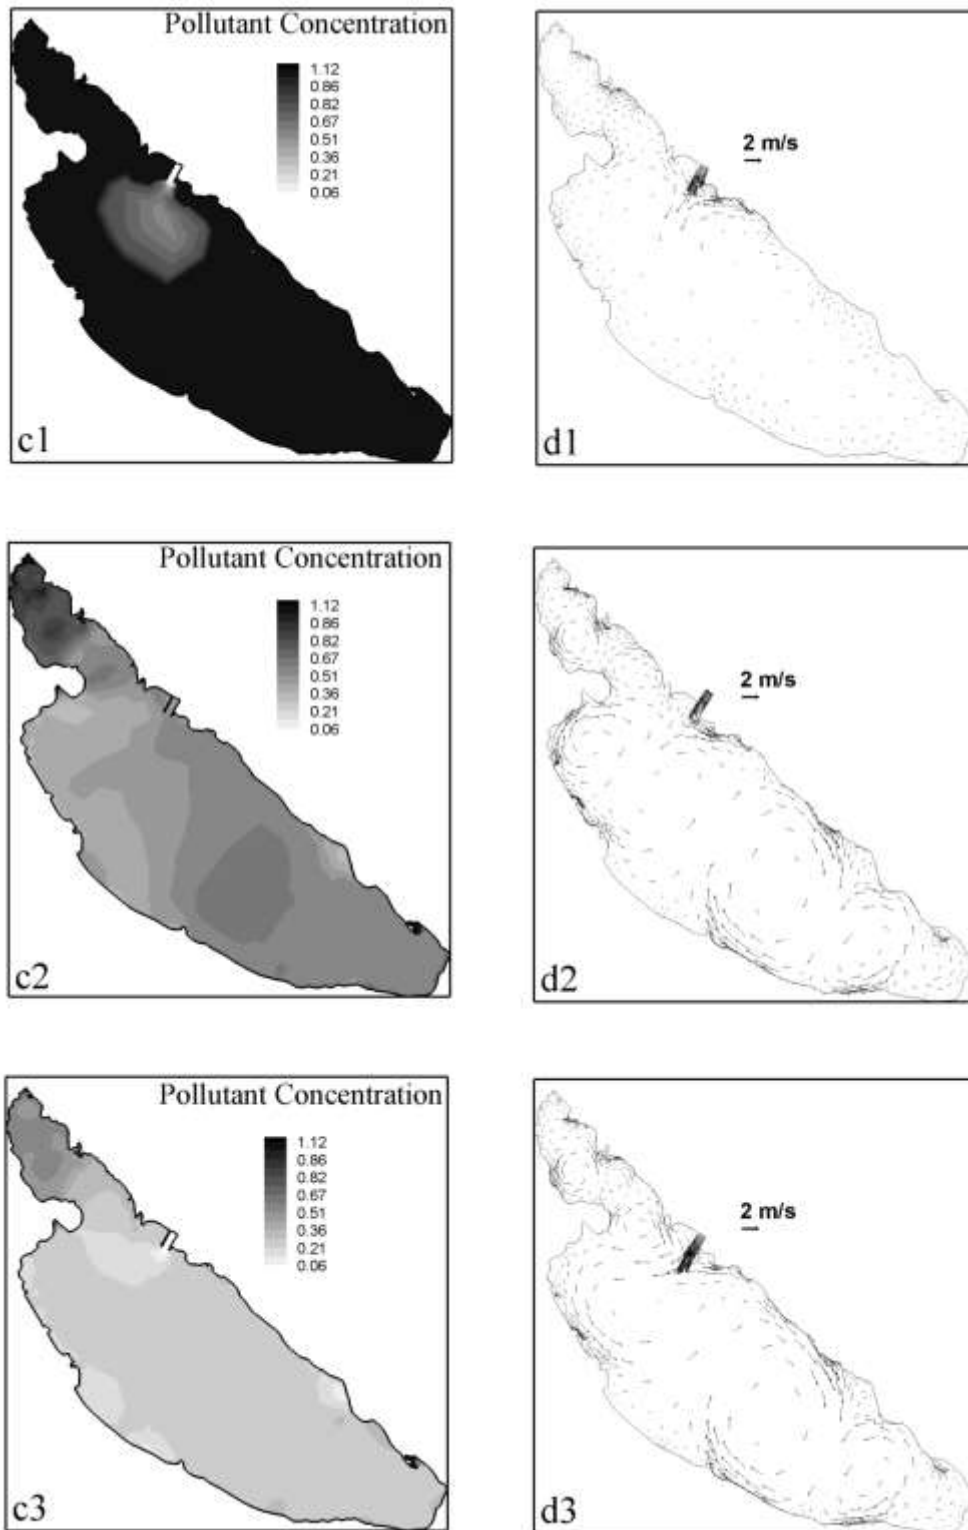 Pollutant Concentration
1.12
0.86
0.82
0.67
0.51
0.36
0.21
0.06
c1
2 m/s
d1
Pollutant Concentration
1.12
0.86
0.82
0.67
0.51
0.36
0.21
0.06
c2
2 m/s
d2
Pollutant Concentration
1.12
0.86
0.82
0.67
0.51
0.36
0.21
0.06
c3
2 m/s
d3